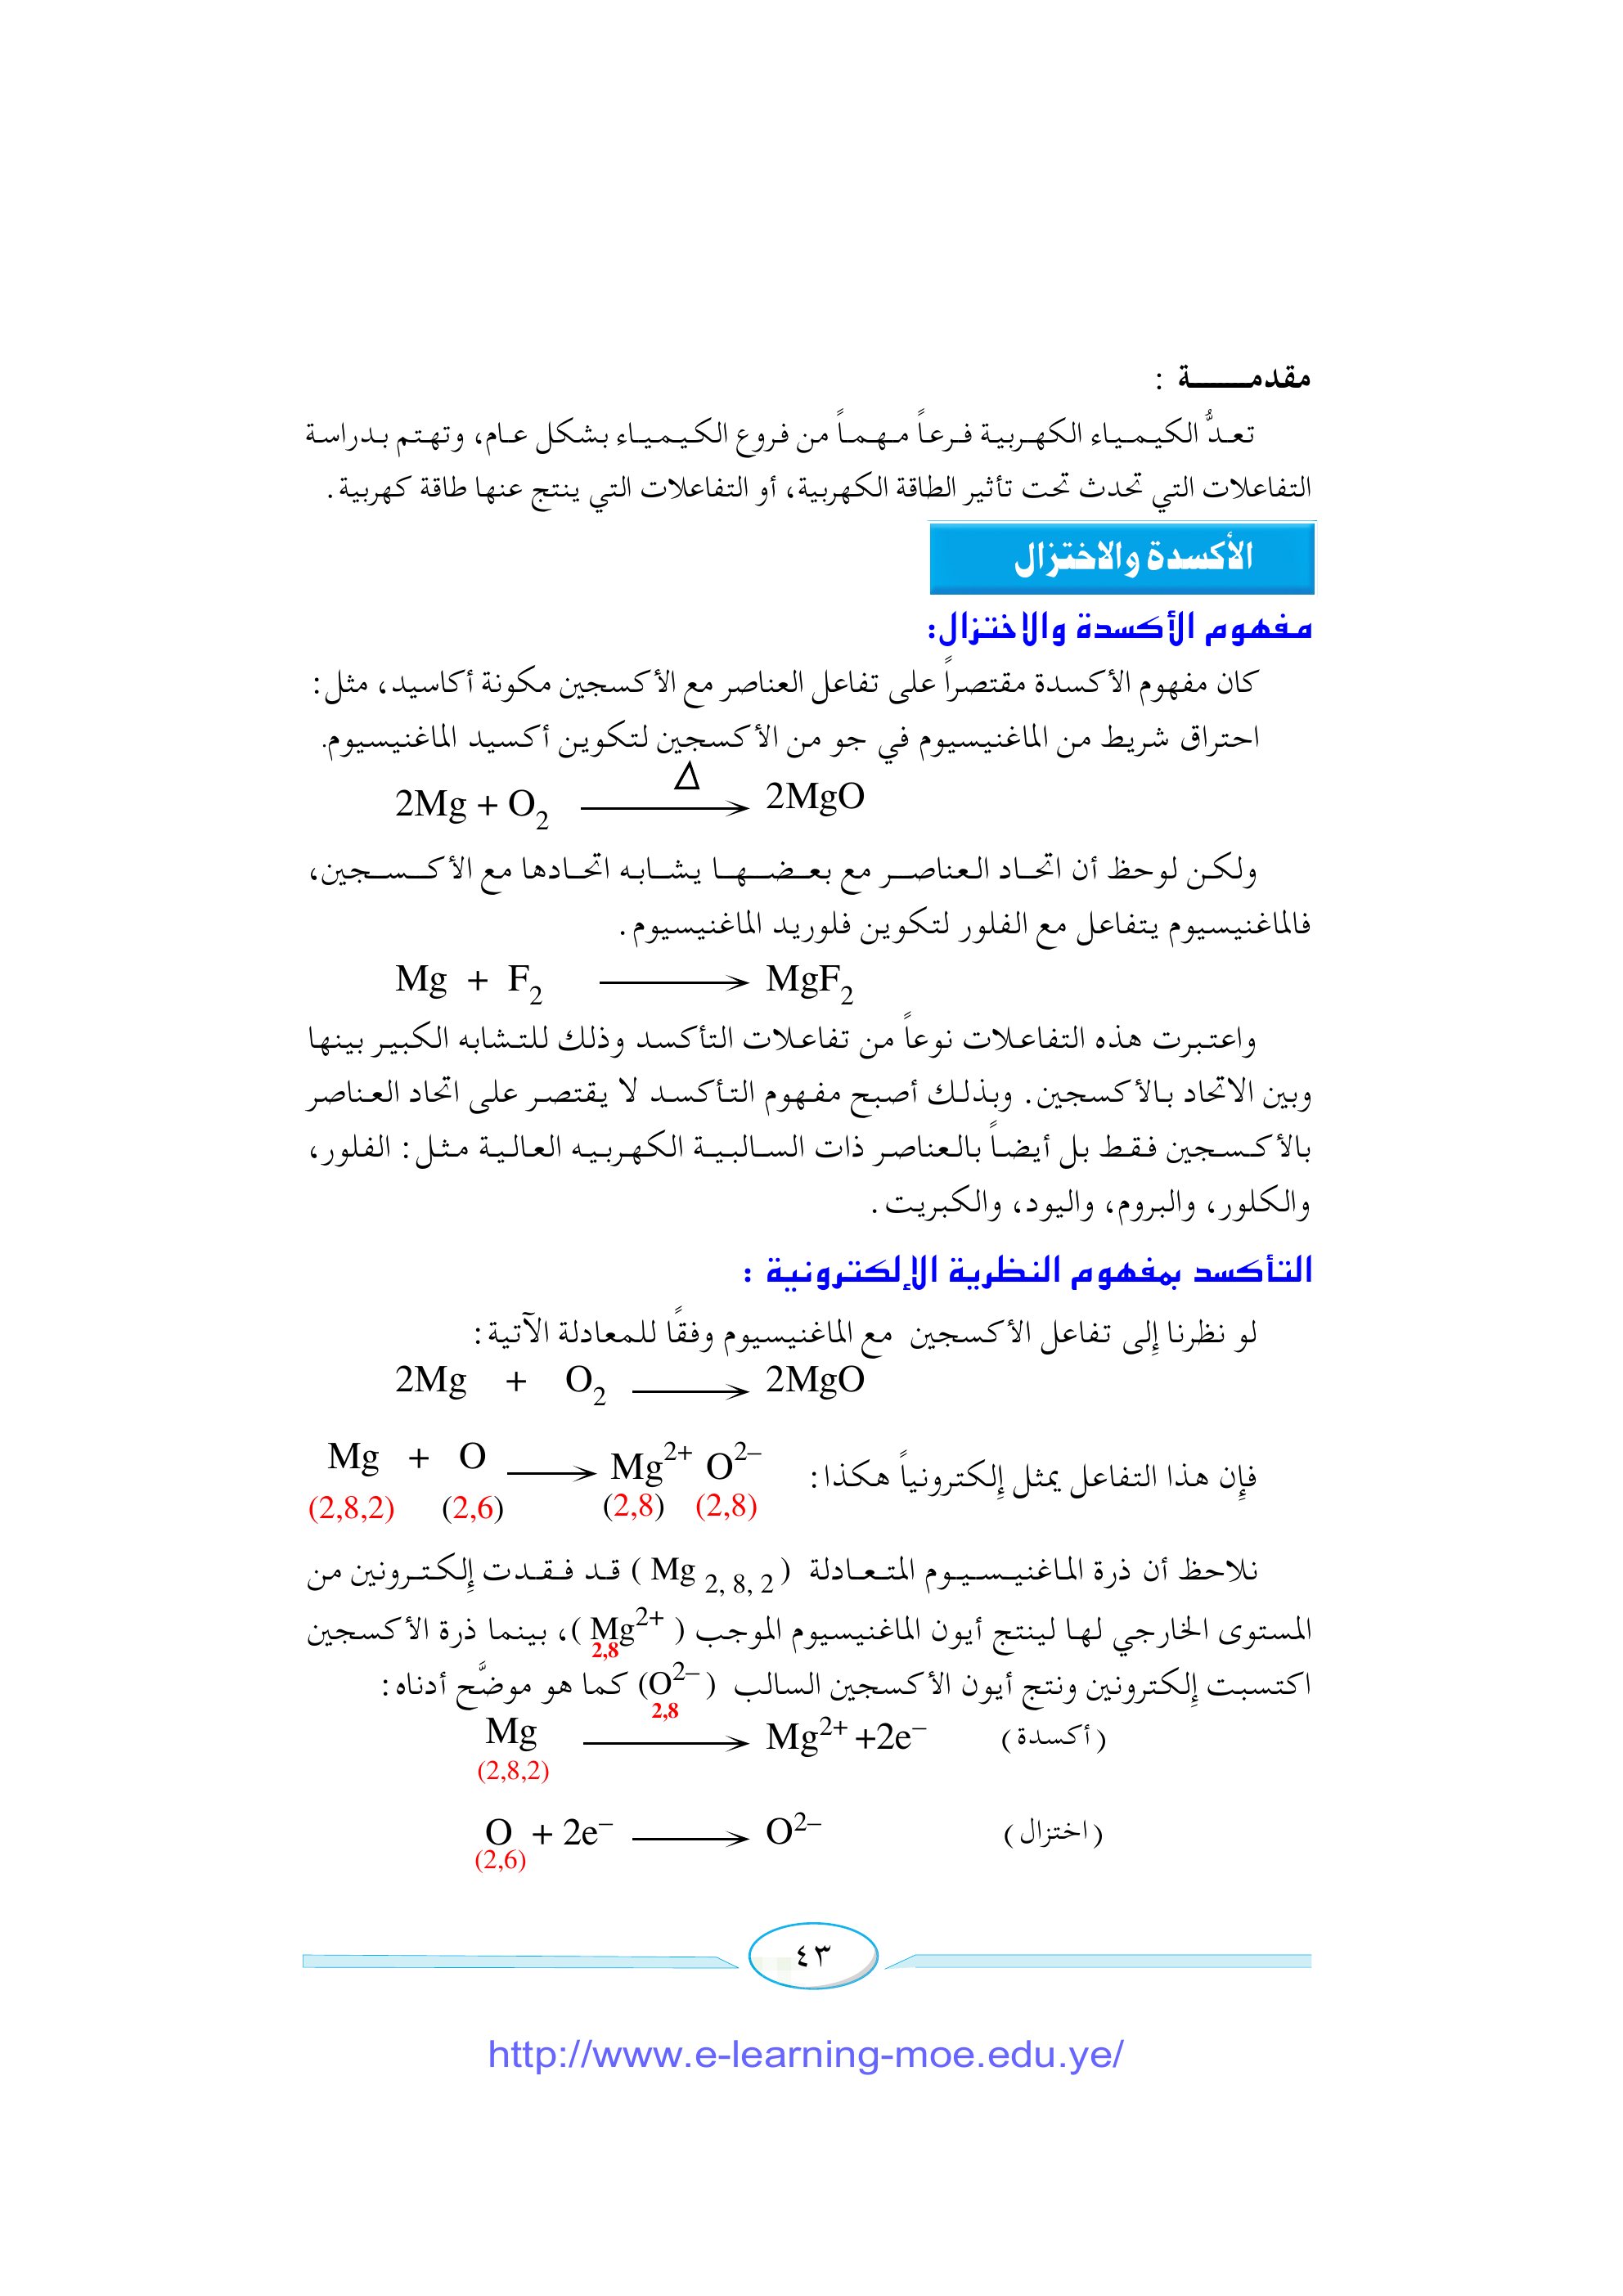 مقدمــــــة :
تعدُّ الكيمياء الكهربية فرعاً مهماً من فروع الكيمياء بشكل عام، وتهتم بدراسة
التفاعلات التي تحدث تحت تأثير الطاقة الكهربية، أو التفاعلات التي ينتج عنها طاقة كهربية.
الأكسدة والاختزال
مفهوم الأكسدة والاختزال:
كان مفهوم الأكسدة مقتصراً على تفاعل العناصر مع الأكسجين مكونة أكاسيد، مثل:
احتراق شريط من الماغنيسيوم في جو من الأكسجين لتكوين أكسيد الماغنيسيوم.
2Mg + O₂ —Δ→ 2MgO
ولكن لوحظ أن اتحاد العناصر مع بعضها يشابه اتحادها مع الأكسجين،
فالماغنيسيوم يتفاعل مع الفلور لتكوين فلوريد الماغنيسيوم.
Mg + F₂ ⟶ MgF₂
واعتبرت هذه التفاعلات نوعاً من تفاعلات التأكسد وذلك للتشابه الكبير بينها
وبين الاتحاد بالأكسجين. وبذلك أصبح مفهوم التأكسد لا يقتصر على اتحاد العناصر
بالأكسجين فقط بل أيضاً بالعناصر ذات السالبية الكهربيه العالية مثل: الفلور،
والكلور، والبروم، واليود، والكبريت.
التأكسد بمفهوم النظرية الإلكترونية :
لو نظرنا إلى تفاعل الأكسجين مع الماغنيسيوم وفقًا للمعادلة الآتية:
2Mg + O₂ ⟶ 2MgO
فإن هذا التفاعل يمثل إلكترونياً هكذا: Mg + O ⟶ Mg²⁺ O²⁻
(2,8,2) (2,6) (2,8) (2,8)
نلاحظ أن ذرة الماغنيسيوم المتعادلة (Mg 2, 8, 2) قد فقدت إلكترونين من
المستوى الخارجي لها لينتج أيون الماغنيسيوم الموجب (Mg²⁺)، بينما ذرة الأكسجين
2,8
اكتسبت إلكترونين ونتج أيون الأكسجين السالب (O²⁻) كما هو موضَّح أدناه:
2,8
Mg ⟶ Mg²⁺ +2e⁻ (أكسدة)
(2,8,2)
O + 2e⁻ ⟶ O²⁻ (اختزال)
(2,6)
٤٣
http://www.e-learning-moe.edu.ye/